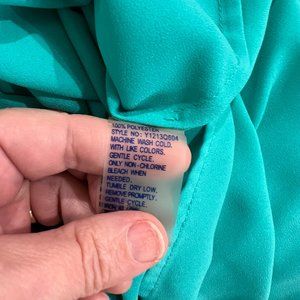 100% POLYESTER
STYLE NO: Y1213QS04
MACHINE WASH COLD.
WITH LIKE COLORS.
GENTLE CYCLE.
ONLY NON-CHLORINE
BLEACH WHEN
NEEDED.
TUMBLE DRY LOW.
REMOVE PROMPTLY.
GENTLE CYCLE.